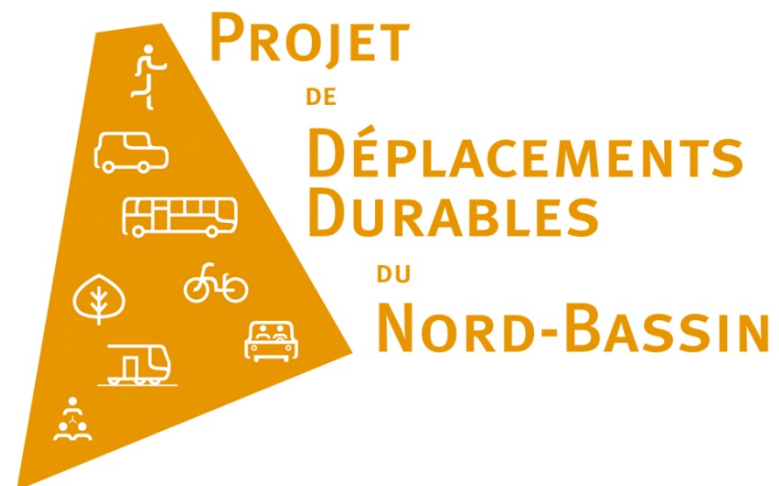 PROJET
DE
DÉPLACEMENTS
DURABLES
DU
NORD-BASSIN